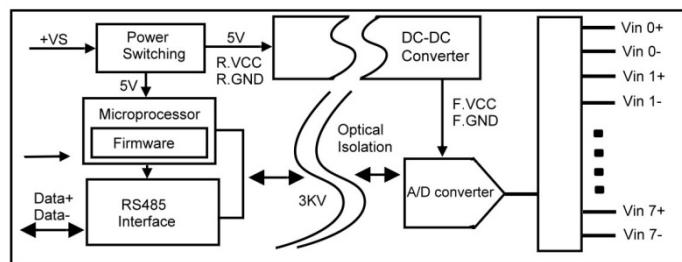 +VS
Power
Switching
5V
R.VCC
R.GND
DC-DC
Converter
5V
Microprocessor
Firmware
F.VCC
F.GND
Optical
Isolation
3KV
Data+
Data-
RS485
Interface
A/D converter
Vin 0+
Vin 0-
Vin 1+
Vin 1-
Vin 7+
Vin 7-